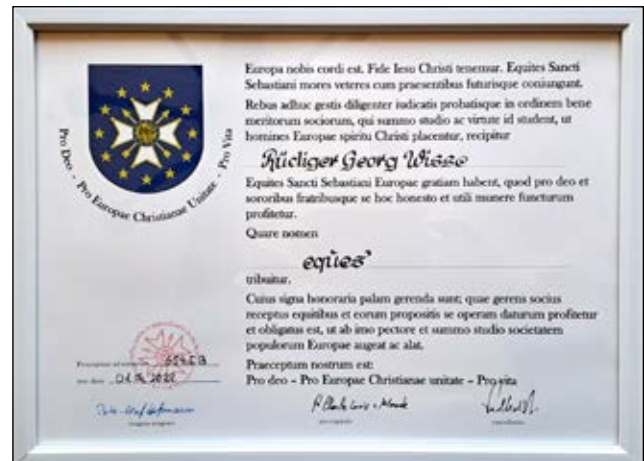 Europa nobis cordi est. Fide Iesu Christi tenemur. Equites Sancti
Sebastiani mores veteres cum praesentibus futurisque coniungunt.
Rebus adhuc gestis diligenter iudicatis probatisque in ordinem bene
meritorum sociorum, qui summo studio ac virtute id student, ut
homines Europae spiritu Christi placentur, recipitur
Rüdiger Georg Wisse
Equites Sancti Sebastiani Europae gratiam habent, quod pro deo et
sororibus fratribusque se hoc honesto et utili munere functurum
profitetur.
Quare nomen
eques
tribuitur.
Cuius signa honoraria palam gerenda sunt; quae gerens socius
receptus equitibus et eorum propositis se operam daturum profitetur
et obligatus est, ut ab imo pectore et summo studio societatem
populorum Europae augeat ac alat.
Praeceptum nostrum est:
Pro deo – Pro Europae Christianae unitate – Pro vita
Pro Deo - Pro Europae Christianae Unitate - Pro Vita